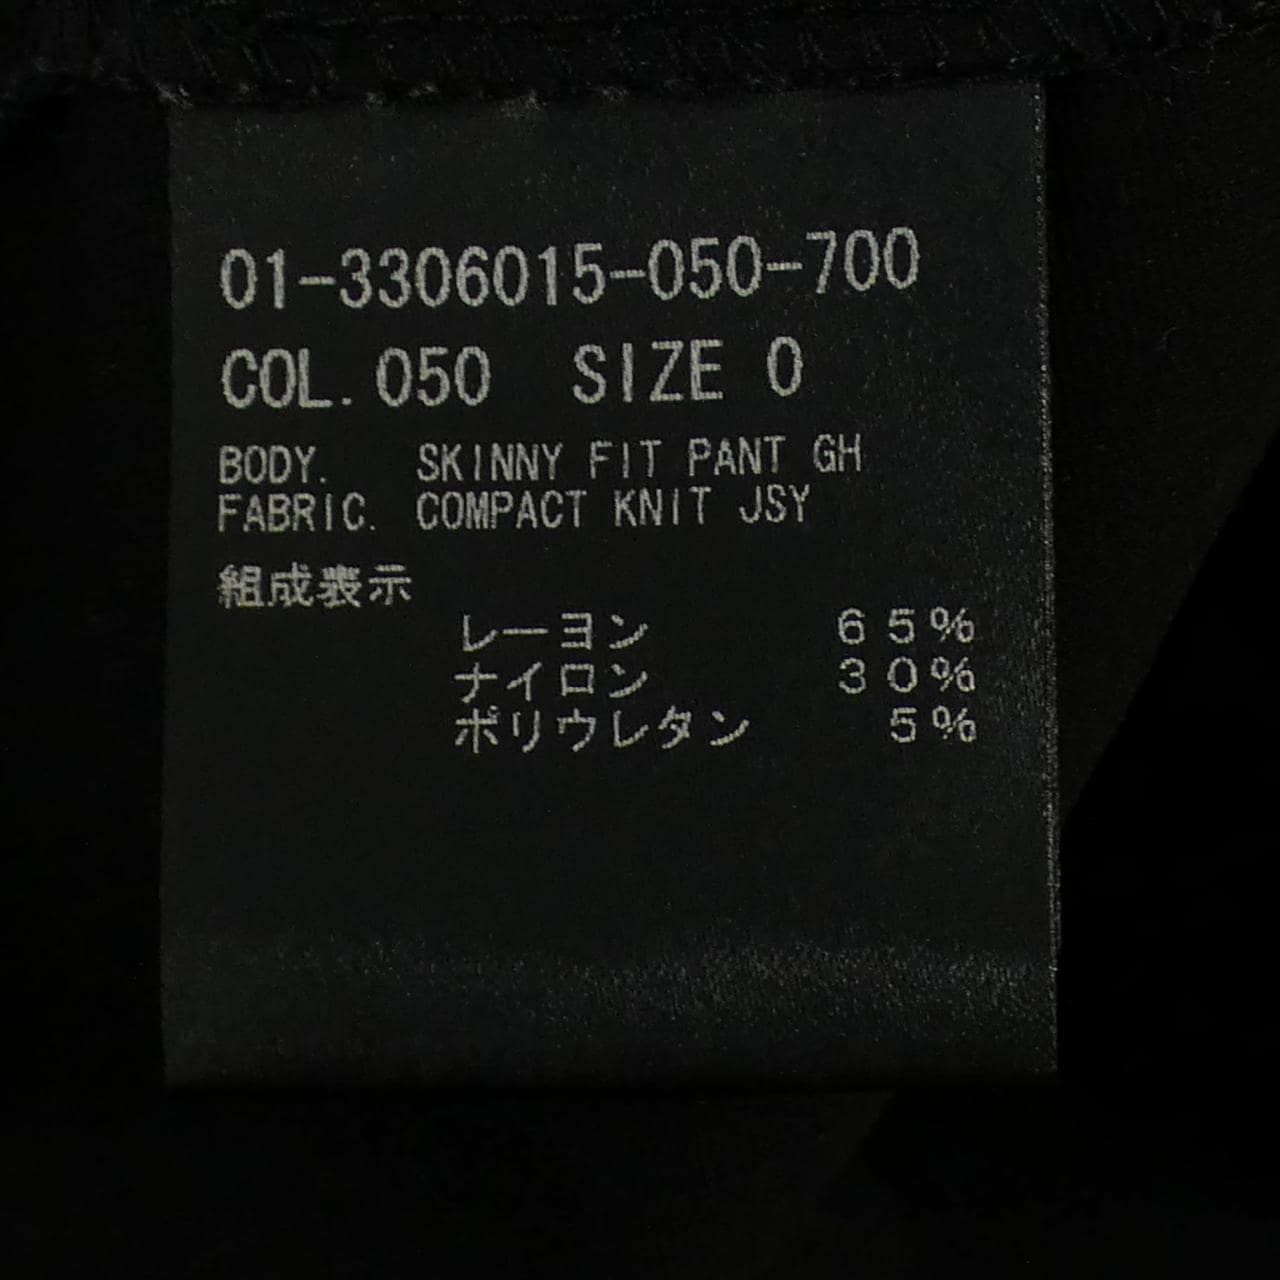 01-3306015-050-700
COL. 050 SIZE 0
BODY. SKINNY FIT PANT GH
FABRIC. COMPACT KNIT JSY
組成表示
レーヨン 65%
ナイロン 30%
ポリウレタン 5%